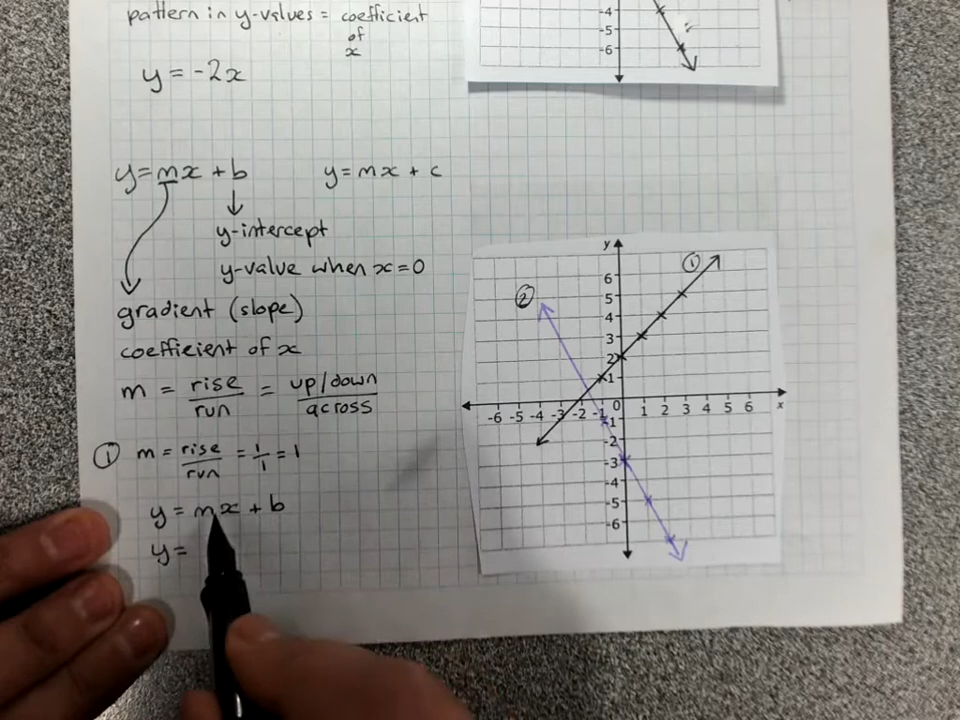 pattern in y-values = coefficient
of
x
y = -2x
-4
-5
-6
y = mx + b
y = mx + c
y-intercept
y-value when x = 0
gradient (slope)
coefficient of x
m = rise/run = up/down/across
① m = rise/run = 1/1 = 1
y = mx + b
y =
y
①
②
6
5
4
3
2
1
-6 -5 -4 -3 -2 -1 0 1 2 3 4 5 6 x
-1
-2
-3
-4
-5
-6